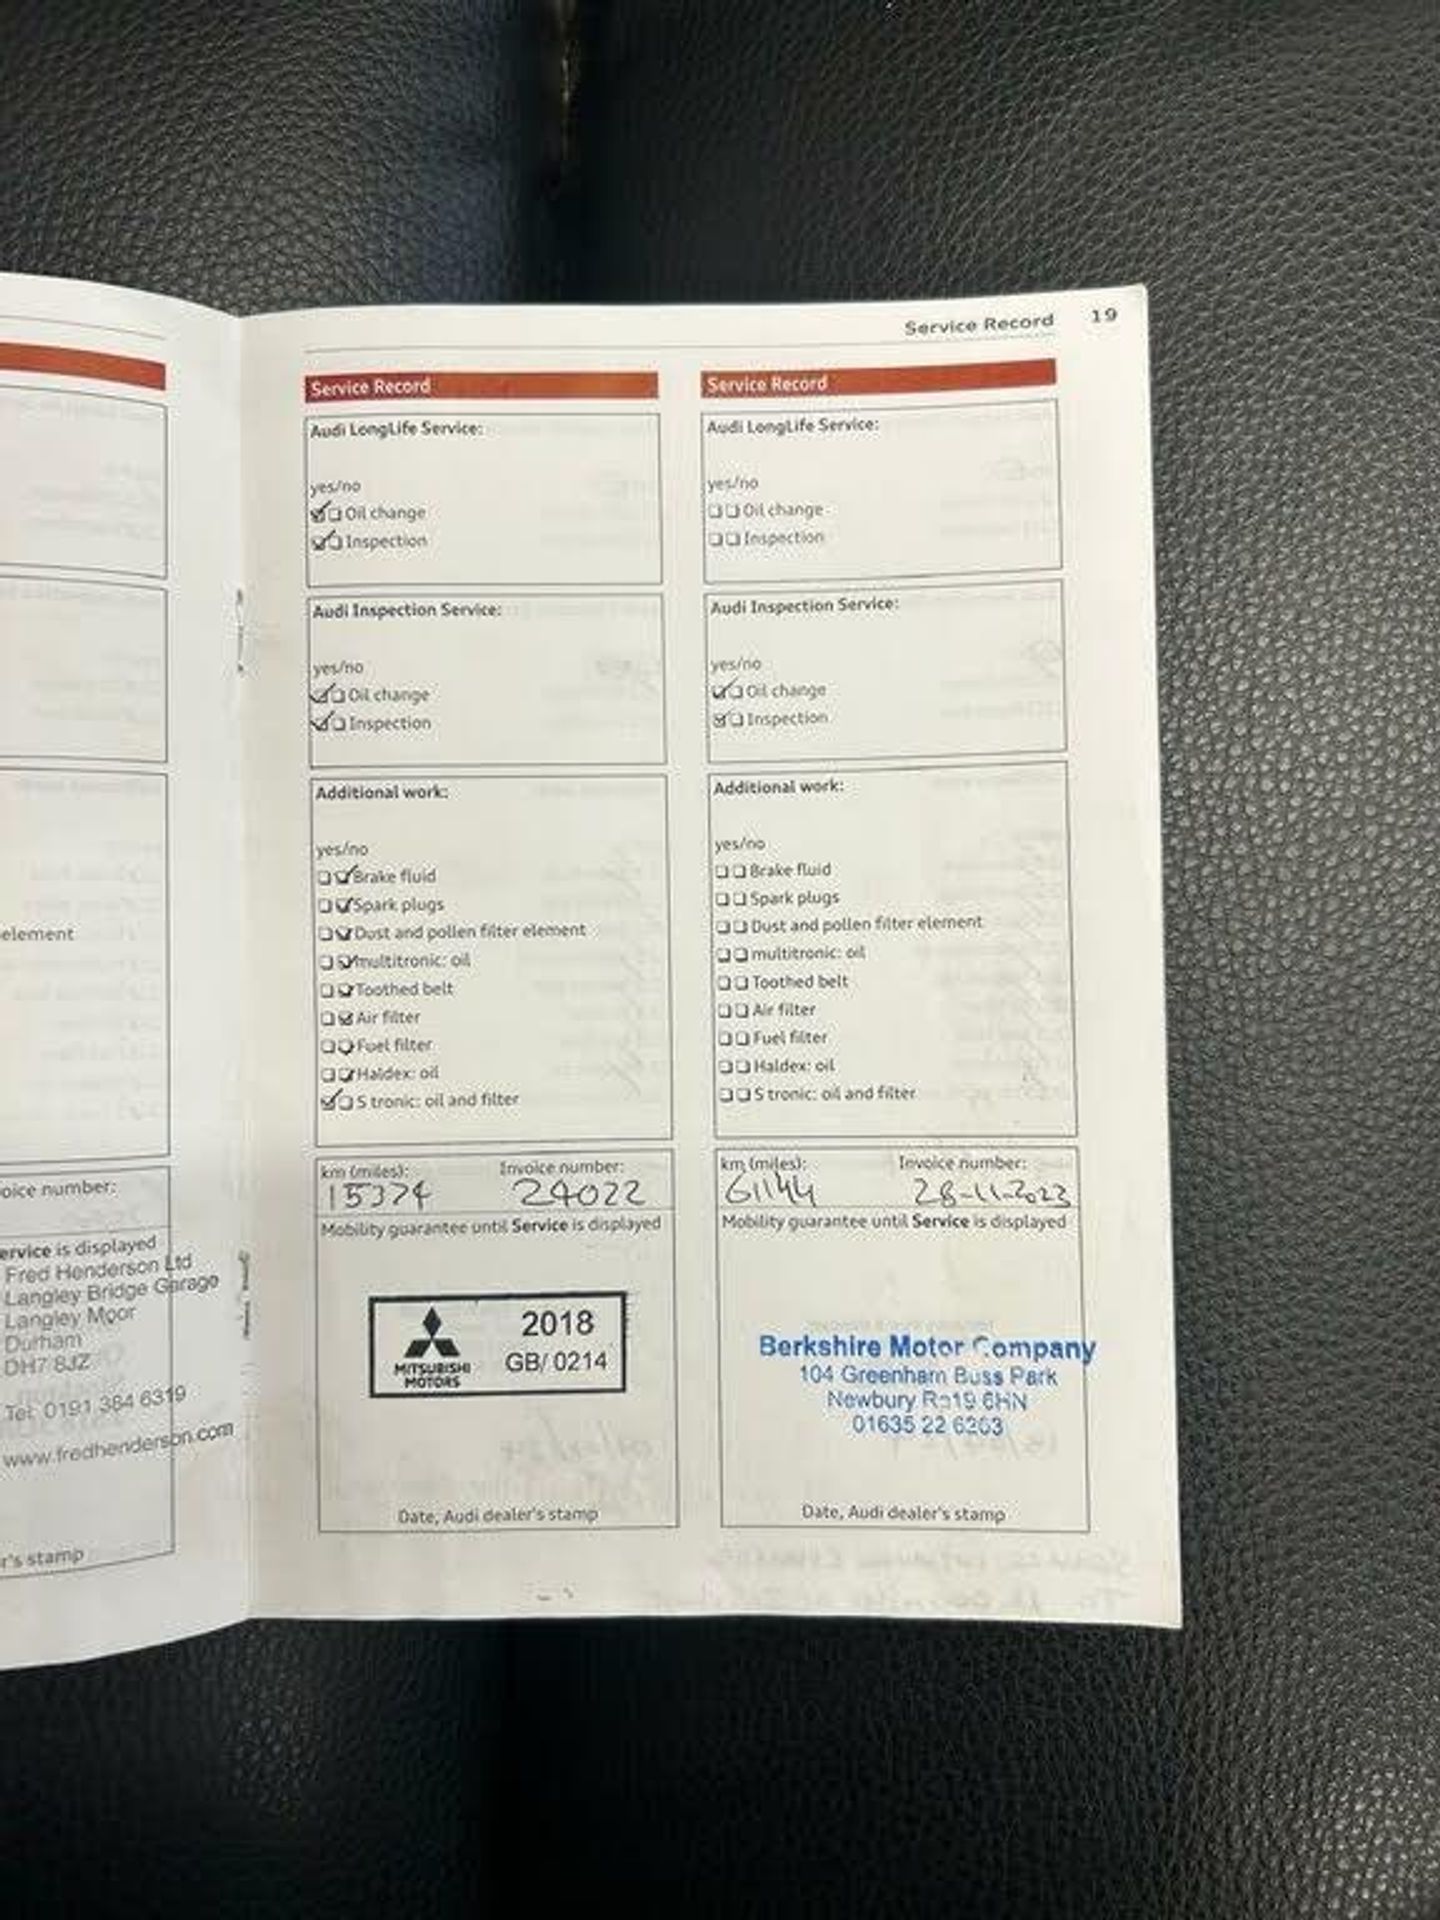 Service Record 19
element
oice number:
ervice is displayed
Fred Henderson Ltd
Langley Bridge Garage
Langley Moor
Durham
DH7 8JZ
Tel: 0191 384 6319
www.fredhenderson.com
r's stamp
Service Record
Audi LongLife Service:
yes/no
Oil change
Inspection
Audi Inspection Service:
yes/no
Oil change
Inspection
Additional work:
yes/no
Brake fluid
Spark plugs
Dust and pollen filter element
multitronic: oil
Toothed belt
Air filter
Fuel filter
Haldex: oil
S tronic: oil and filter
km (miles): Invoice number:
15374 24022
Mobility guarantee until Service is displayed
2018
GB/ 0214
MITSUBISHI
MOTORS
Date, Audi dealer's stamp
Service Record
Audi LongLife Service:
yes/no
Oil change
Inspection
Audi Inspection Service:
yes/no
Oil change
Inspection
Additional work:
yes/no
Brake fluid
Spark plugs
Dust and pollen filter element
multitronic: oil
Toothed belt
Air filter
Fuel filter
Haldex: oil
S tronic: oil and filter
km (miles): Invoice number:
61144 28-11-2023
Mobility guarantee until Service is displayed
Berkshire Motor Company
104 Greenham Buss Park
Newbury 6HN
01635 22
Date, Audi dealer's stamp